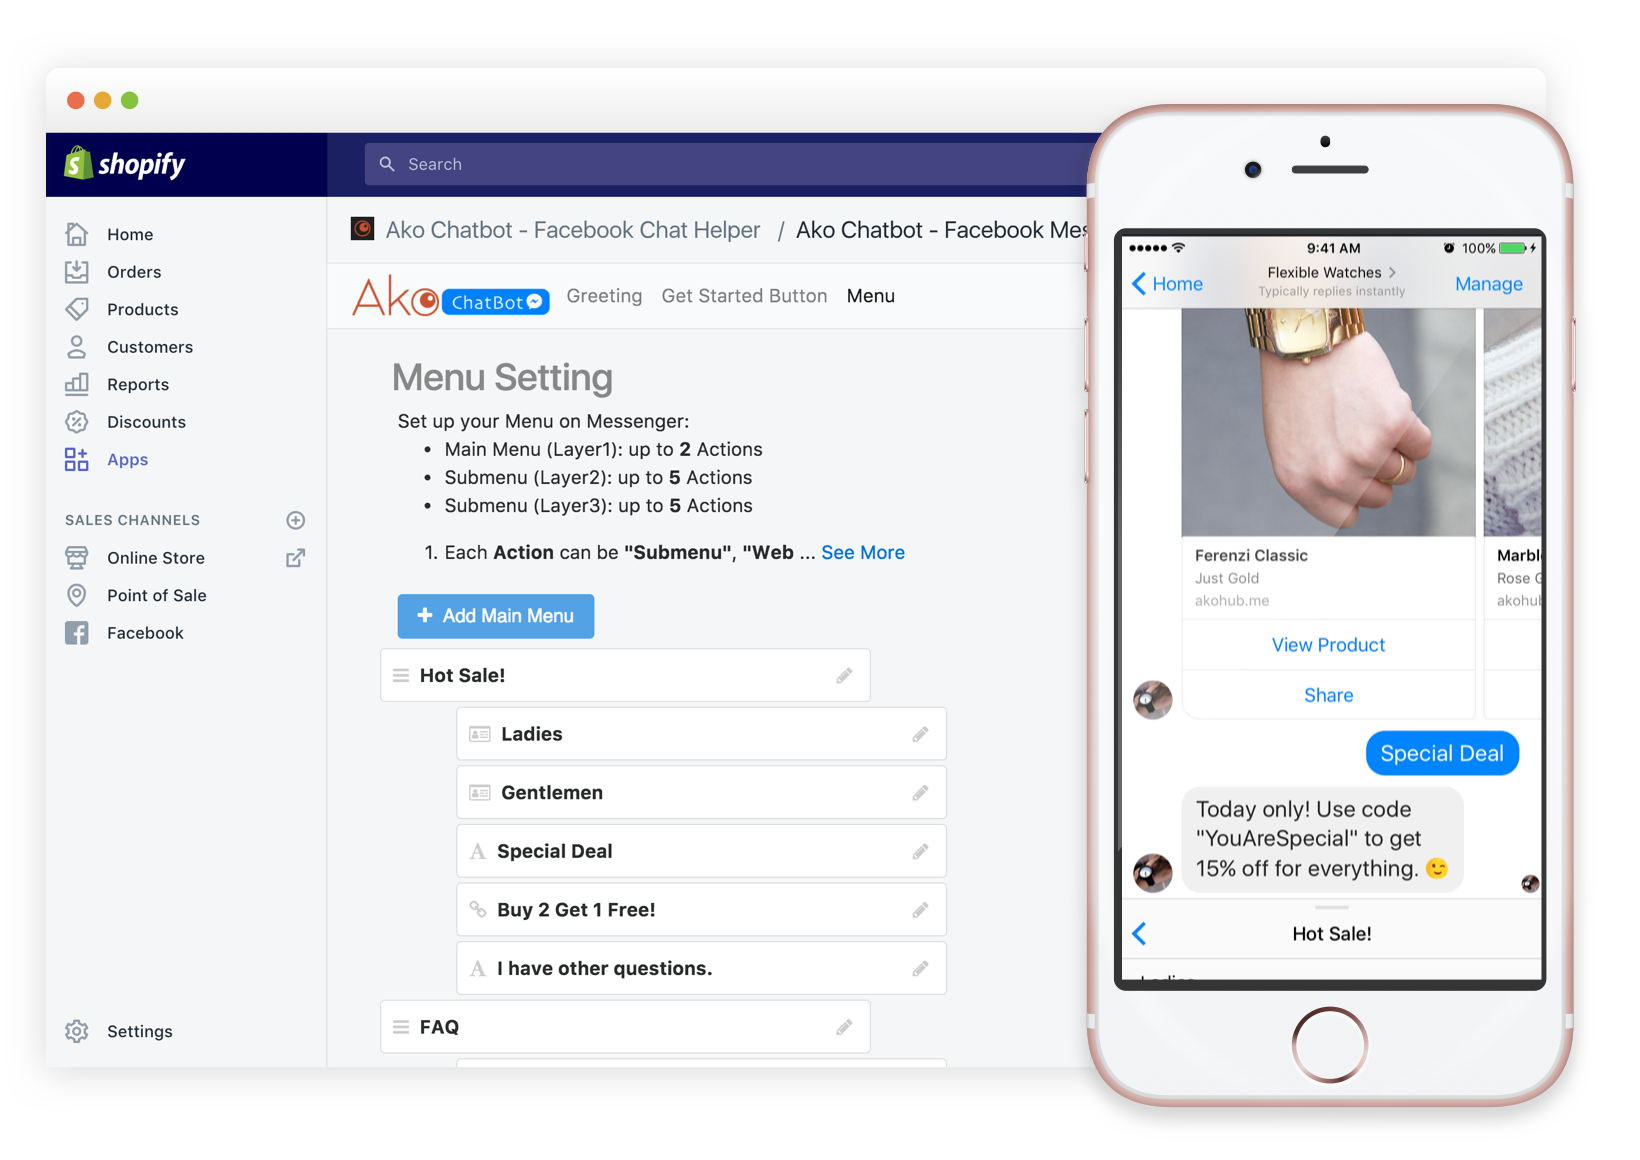 shopify
Search
Home
Orders
Products
Customers
Reports
Discounts
Apps
SALES CHANNELS
Online Store
Point of Sale
Facebook
Settings
Ako Chatbot - Facebook Chat Helper / Ako Chatbot - Facebook Mes
Ako ChatBot Greeting Get Started Button Menu
Menu Setting
Set up your Menu on Messenger:
• Main Menu (Layer1): up to 2 Actions
• Submenu (Layer2): up to 5 Actions
• Submenu (Layer3): up to 5 Actions
1. Each Action can be "Submenu", "Web ... See More
+ Add Main Menu
Hot Sale!
Ladies
Gentlemen
A Special Deal
Buy 2 Get 1 Free!
A I have other questions.
FAQ
9:41 AM 100%
Home Flexible Watches > Manage
Typically replies instantly
Ferenzi Classic
Just Gold
akohub.me
View Product
Share
Marbl
Rose G
akohub
Special Deal
Today only! Use code
"YouAreSpecial" to get
15% off for everything. 😉
Hot Sale!
Ladies